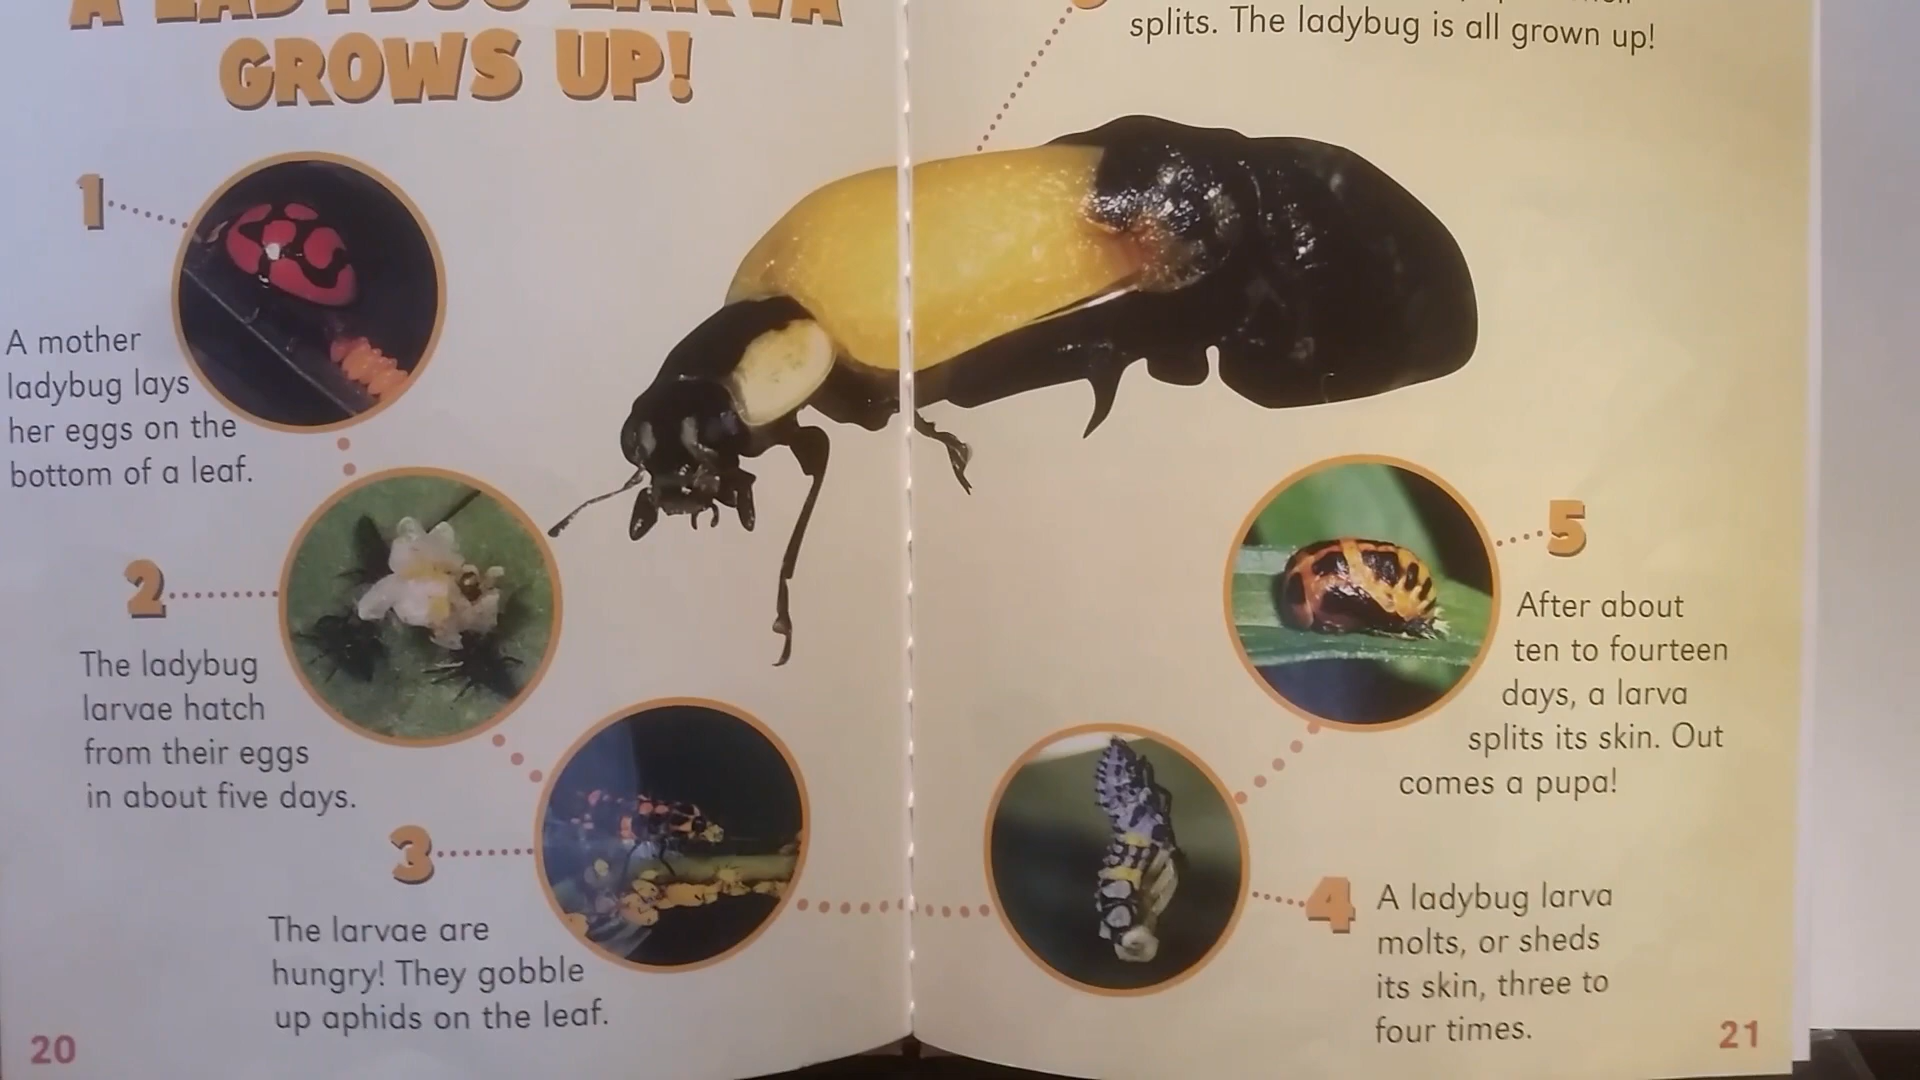 A LADYBUG LARVA
GROWS UP!
splits. The ladybug is all grown up!
1
A mother
ladybug lays
her eggs on the
bottom of a leaf.
2
The ladybug
larvae hatch
from their eggs
in about five days.
3
The larvae are
hungry! They gobble
up aphids on the leaf.
4
A ladybug larva
molts, or sheds
its skin, three to
four times.
5
After about
ten to fourteen
days, a larva
splits its skin. Out
comes a pupa!
20
21